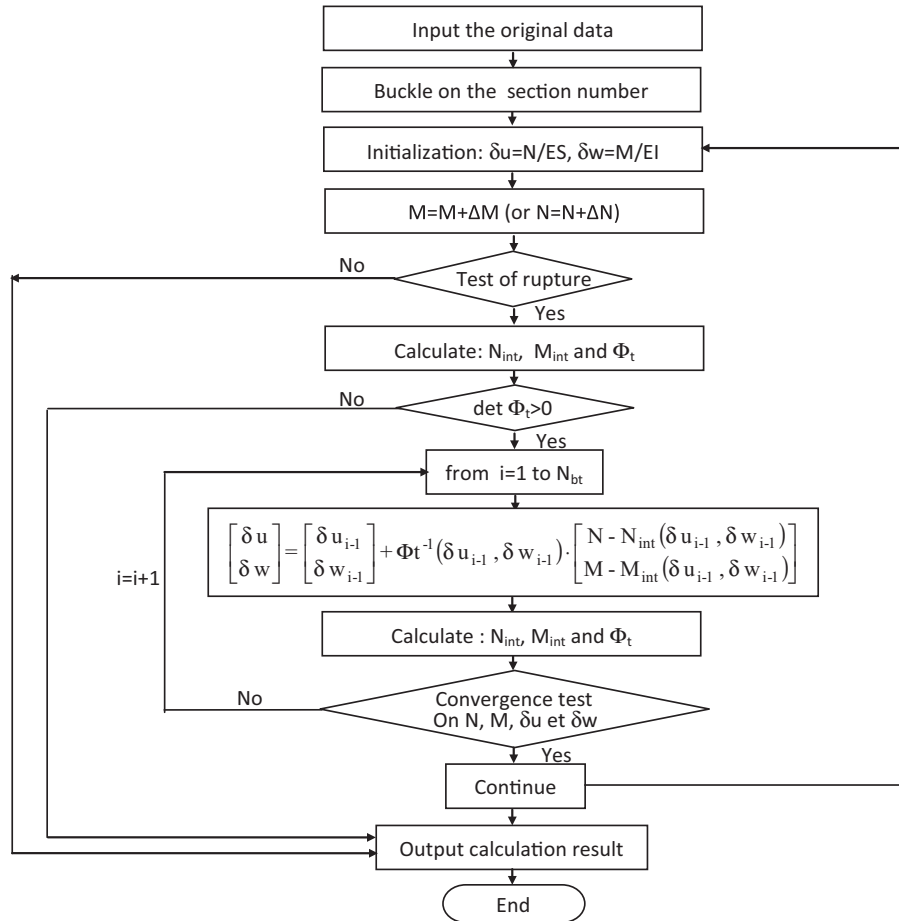 Input the original data
Buckle on the section number
Initialization: δu=N/ES, δw=M/EI
M=M+ΔM (or N=N+ΔN)
No
Test of rupture
Yes
Calculate: N_int, M_int and Φ_t
No
det Φ_t>0
Yes
from i=1 to N_bt
[δu δw] = [δu_i-1 δw_i-1] + Φt^-1(δu_i-1, δw_i-1)·[N - N_int(δu_i-1, δw_i-1) M - M_int(δu_i-1, δw_i-1)]
i=i+1
Calculate : N_int, M_int and Φ_t
No
Convergence test
On N, M, δu et δw
Yes
Continue
Output calculation result
End